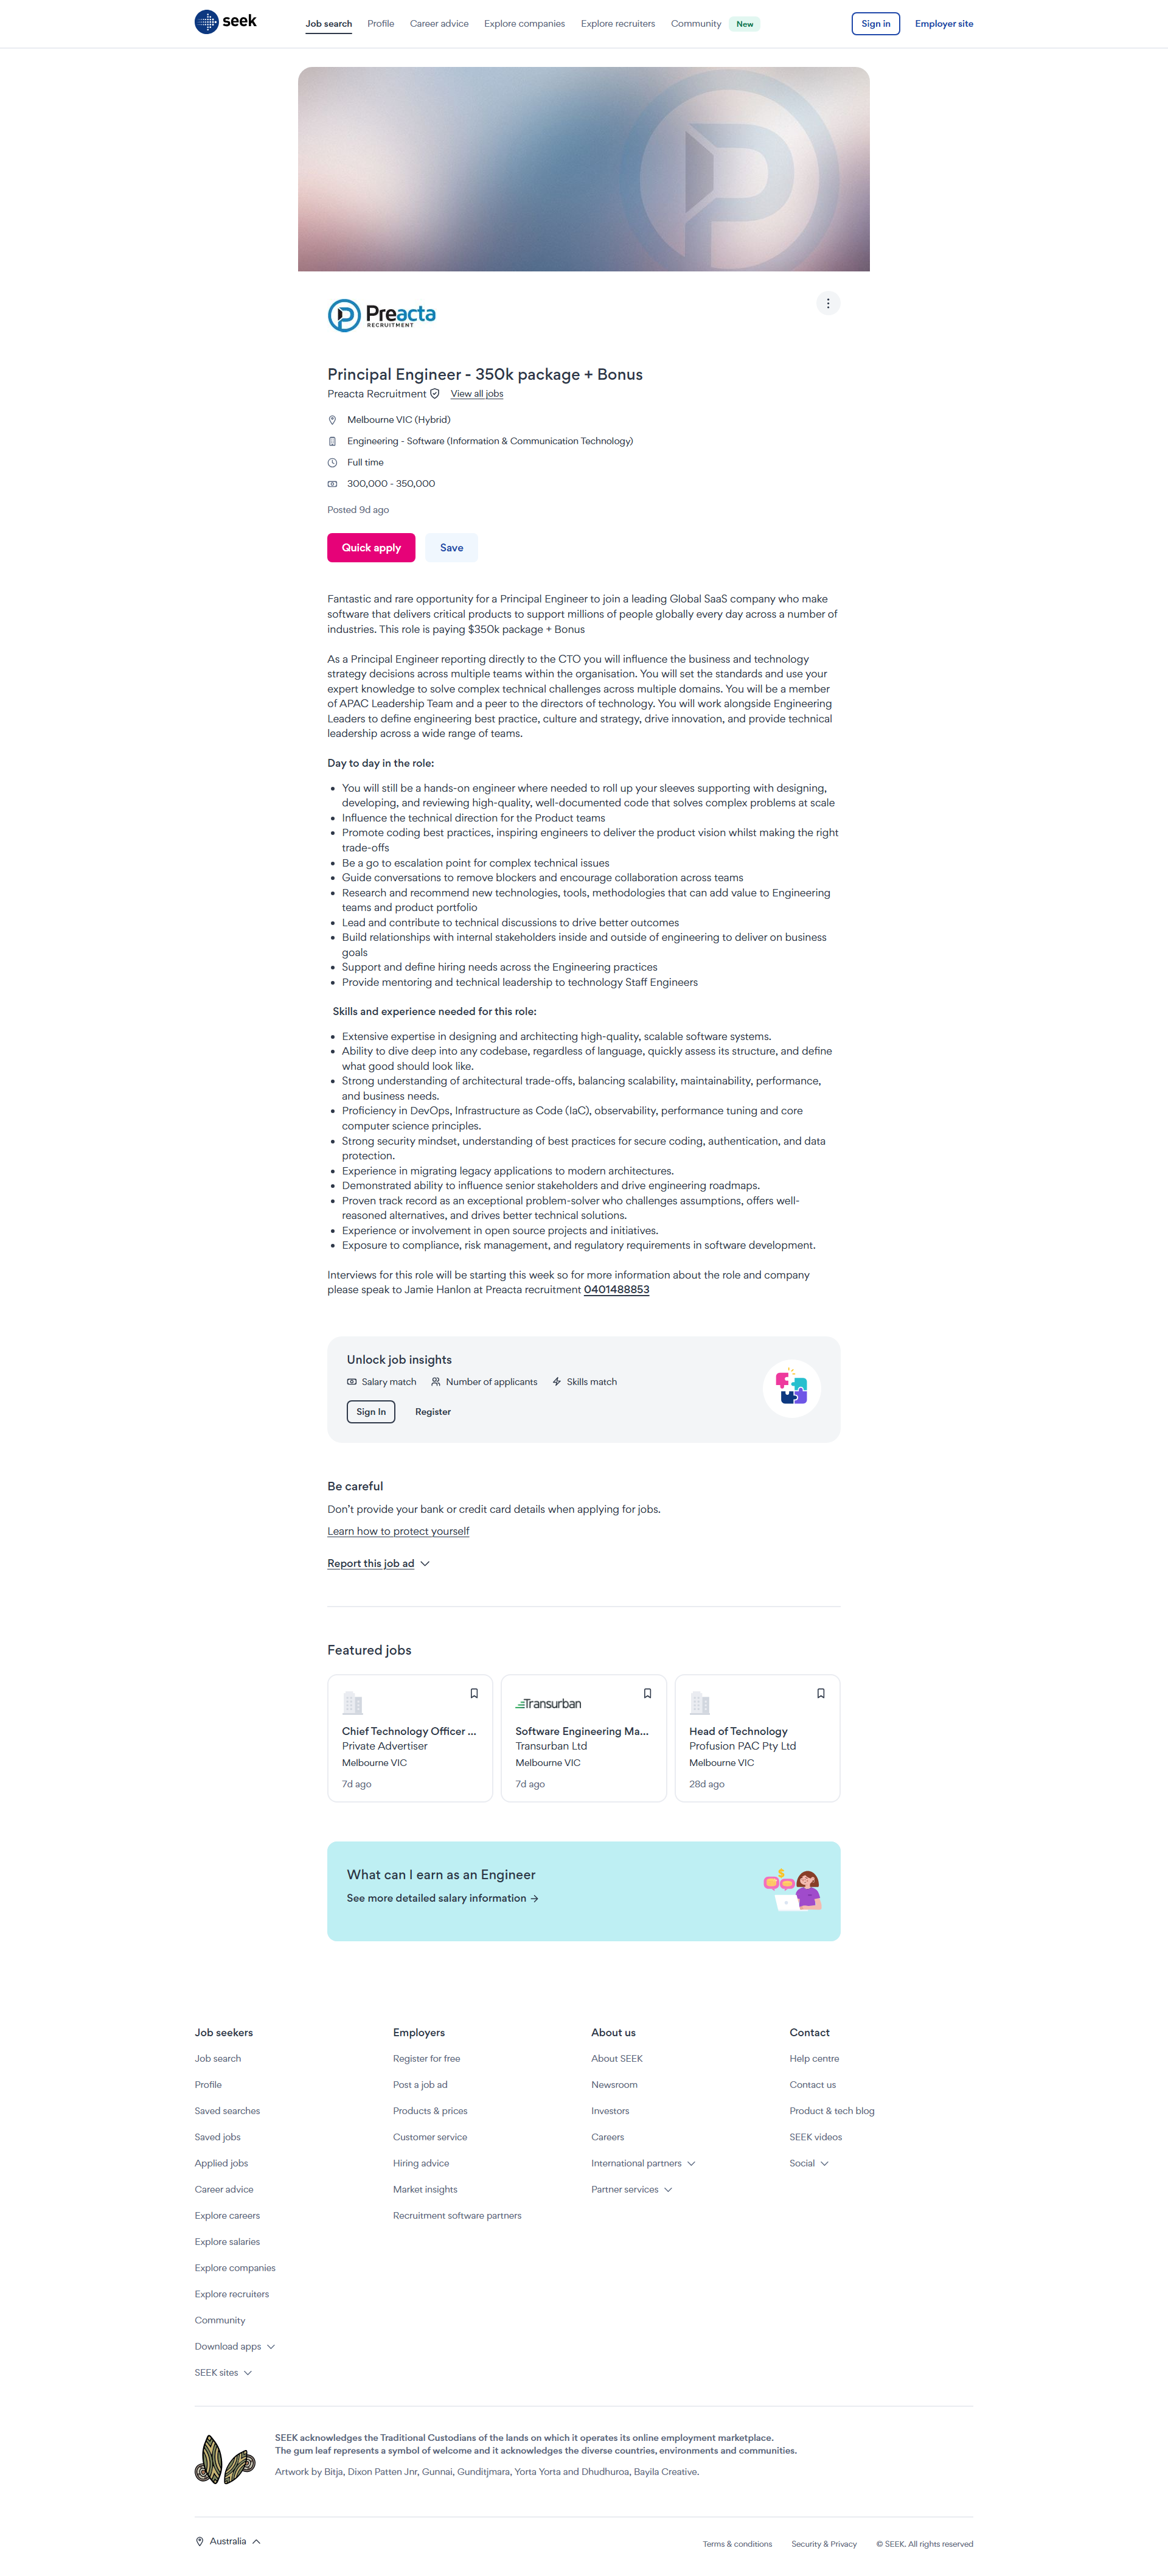 seek
Job search
Profile
Career advice
Explore companies
Explore recruiters
Community
New
Sign in
Employer site
Preacta
RECRUITMENT
Principal Engineer - 350k package + Bonus
Preacta Recruitment
View all jobs
Melbourne VIC (Hybrid)
Engineering - Software (Information & Communication Technology)
Full time
300,000 - 350,000
Posted 9d ago
Quick apply
Save
Fantastic and rare opportunity for a Principal Engineer to join a leading Global SaaS company who make
software that delivers critical products to support millions of people globally every day across a number of
industries. This role is paying $350k package + Bonus
As a Principal Engineer reporting directly to the CTO you will influence the business and technology
strategy decisions across multiple teams within the organisation. You will set the standards and use your
expert knowledge to solve complex technical challenges across multiple domains. You will be a member
of APAC Leadership Team and a peer to the directors of technology. You will work alongside Engineering
Leaders to define engineering best practice, culture and strategy, drive innovation, and provide technical
leadership across a wide range of teams.
Day to day in the role:
• You will still be a hands-on engineer where needed to roll up your sleeves supporting with designing,
developing, and reviewing high-quality, well-documented code that solves complex problems at scale
• Influence the technical direction for the Product teams
• Promote coding best practices, inspiring engineers to deliver the product vision whilst making the right
trade-offs
• Be a go to escalation point for complex technical issues
• Guide conversations to remove blockers and encourage collaboration across teams
• Research and recommend new technologies, tools, methodologies that can add value to Engineering
teams and product portfolio
• Lead and contribute to technical discussions to drive better outcomes
• Build relationships with internal stakeholders inside and outside of engineering to deliver on business
goals
• Support and define hiring needs across the Engineering practices
• Provide mentoring and technical leadership to technology Staff Engineers
Skills and experience needed for this role:
• Extensive expertise in designing and architecting high-quality, scalable software systems.
• Ability to dive deep into any codebase, regardless of language, quickly assess its structure, and define
what good should look like.
• Strong understanding of architectural trade-offs, balancing scalability, maintainability, performance,
and business needs.
• Proficiency in DevOps, Infrastructure as Code (IaC), observability, performance tuning and core
computer science principles.
• Strong security mindset, understanding of best practices for secure coding, authentication, and data
protection.
• Experience in migrating legacy applications to modern architectures.
• Demonstrated ability to influence senior stakeholders and drive engineering roadmaps.
• Proven track record as an exceptional problem-solver who challenges assumptions, offers well-
reasoned alternatives, and drives better technical solutions.
• Experience or involvement in open source projects and initiatives.
• Exposure to compliance, risk management, and regulatory requirements in software development.
Interviews for this role will be starting this week so for more information about the role and company
please speak to Jamie Hanlon at Preacta recruitment 0401488853
Unlock job insights
Salary match
Number of applicants
Skills match
Sign In
Register
Be careful
Don't provide your bank or credit card details when applying for jobs.
Learn how to protect yourself
Report this job ad
Featured jobs
Chief Technology Officer ...
Private Advertiser
Melbourne VIC
7d ago
Transurban
Software Engineering Ma...
Transurban Ltd
Melbourne VIC
7d ago
Head of Technology
Profusion PAC Pty Ltd
Melbourne VIC
28d ago
What can I earn as an Engineer
See more detailed salary information →
$
Job seekers
Job search
Profile
Saved searches
Saved jobs
Applied jobs
Career advice
Explore careers
Explore salaries
Explore companies
Explore recruiters
Community
Download apps
SEEK sites
Employers
Register for free
Post a job ad
Products & prices
Customer service
Hiring advice
Market insights
Recruitment software partners
About us
About SEEK
Newsroom
Investors
Careers
International partners
Partner services
Contact
Help centre
Contact us
Product & tech blog
SEEK videos
Social
SEEK acknowledges the Traditional Custodians of the lands on which it operates its online employment marketplace.
The gum leaf represents a symbol of welcome and it acknowledges the diverse countries, environments and communities.
Artwork by Bitja, Dixon Patten Jnr, Gunnai, Gunditjmara, Yorta Yorta and Dhudhuroa, Bayila Creative.
Australia
Terms & conditions
Security & Privacy
© SEEK. All rights reserved